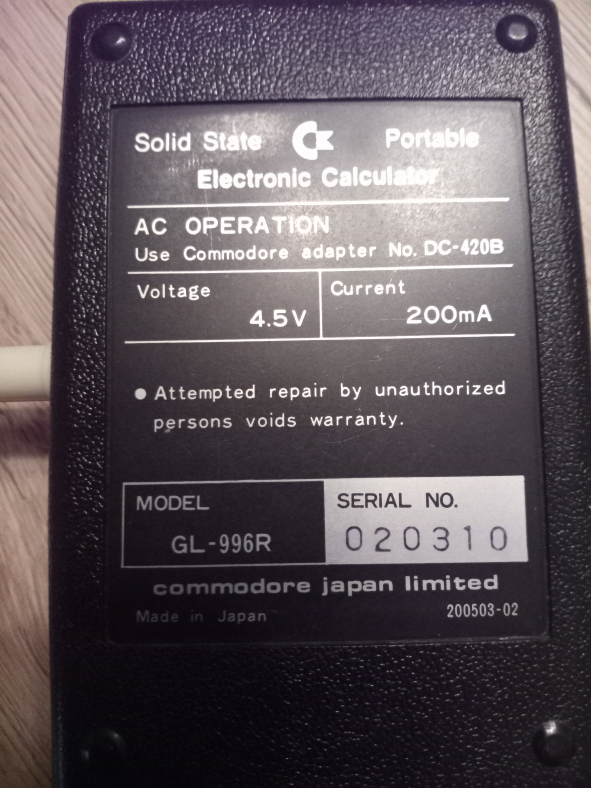 Solid State Portable
Electronic Calculator
AC OPERATION
Use Commodore adapter No. DC-420B
Voltage
4.5V
Current
200mA
● Attempted repair by unauthorized
persons voids warranty.
MODEL
GL-996R
SERIAL NO.
020310
commodore japan limited
Made in Japan
200503-02